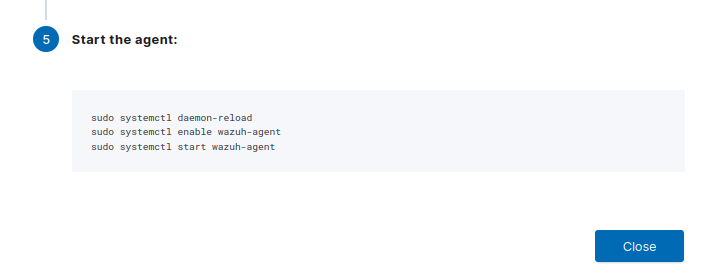 5 Start the agent:
sudo systemctl daemon-reload
sudo systemctl enable wazuh-agent
sudo systemctl start wazuh-agent
Close